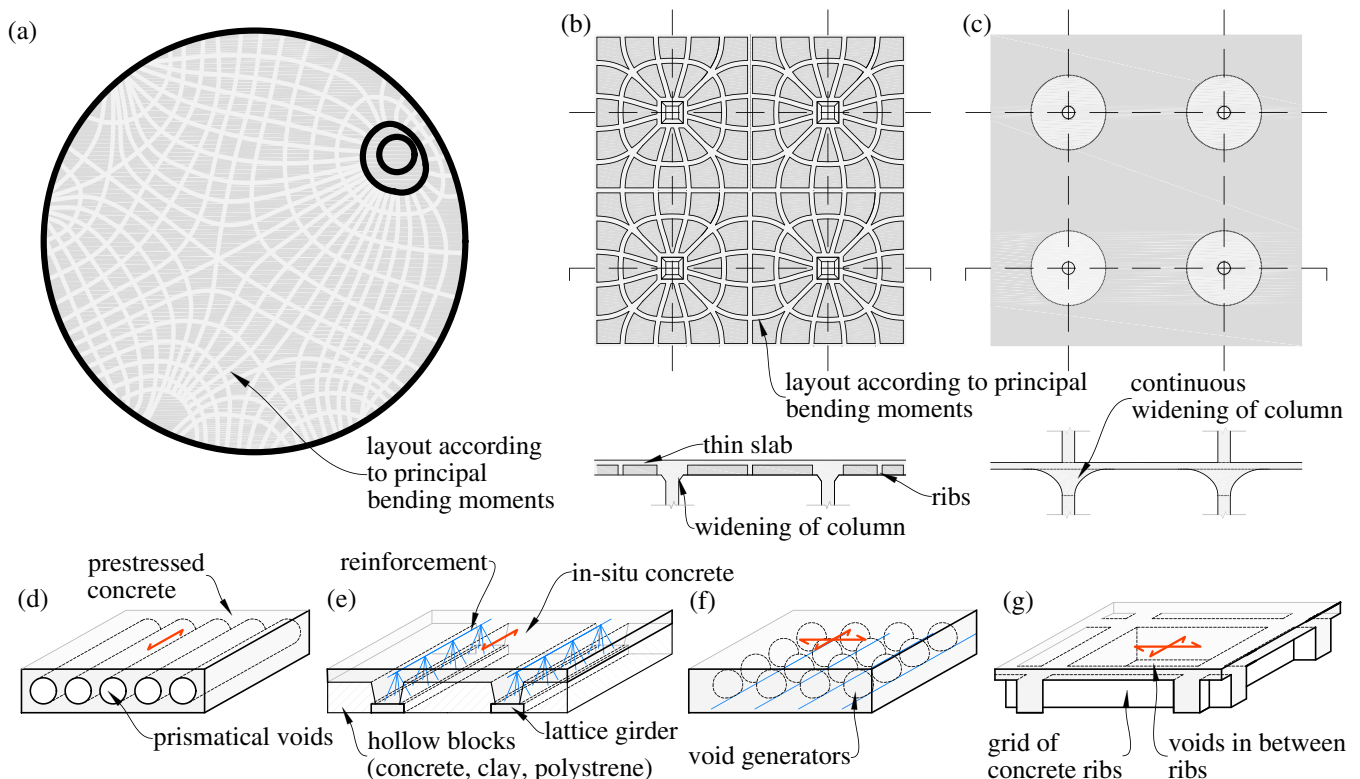 (a)
(b)
(c)
layout according
to principal
bending moments
layout according to principal
bending moments
continuous
widening of column
thin slab
ribs
widening of column
(d)
prestressed
concrete
prismatical voids
(e)
reinforcement
in-situ concrete
hollow blocks
(concrete, clay, polystrene)
lattice girder
(f)
void generators
(g)
grid of
concrete ribs
voids in between
ribs